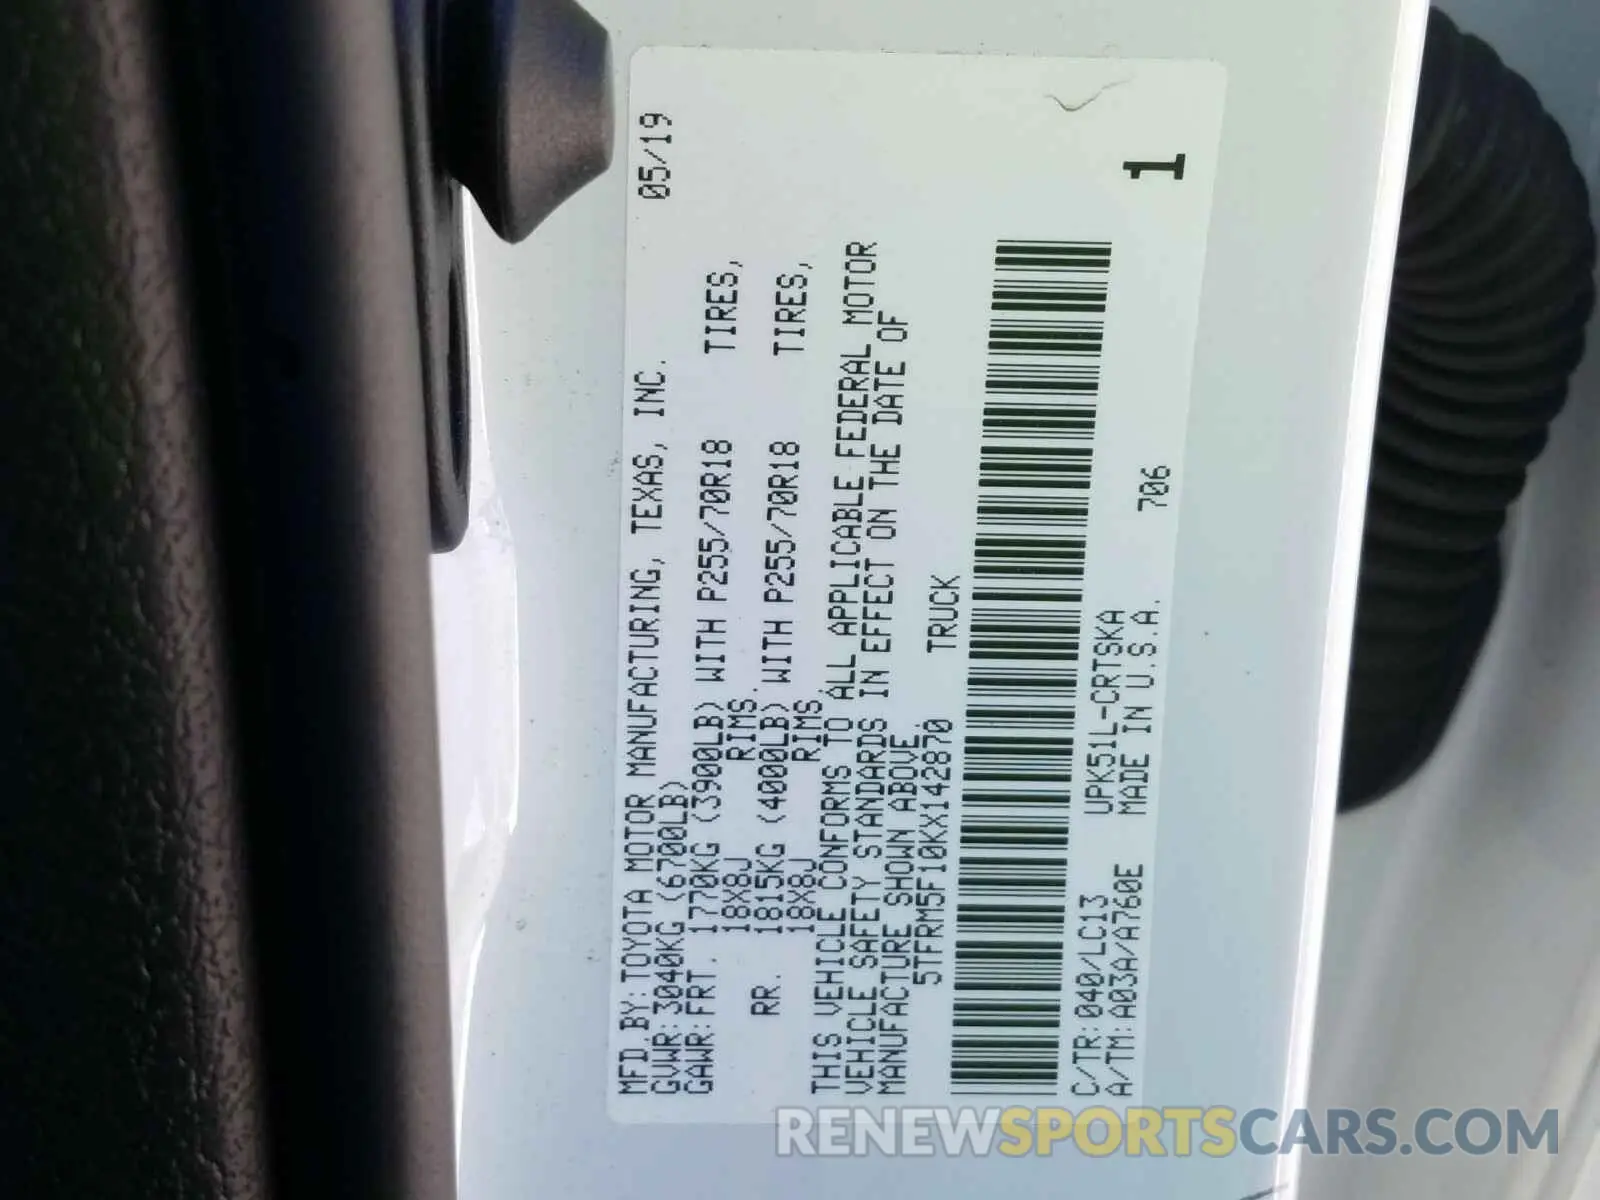 MFD.BY:TOYOTA MOTOR MANUFACTURING, TEXAS, INC. 05/19
GVWR:3040KG (6700LB)
GAWR:FRT. 1770KG (3900LB) WITH P255/70R18 TIRES,
18X8J RIMS,
RR. 1815KG (4000LB) WITH P255/70R18 TIRES,
18X8J RIMS,
THIS VEHICLE CONFORMS TO ALL APPLICABLE FEDERAL MOTOR
VEHICLE SAFETY STANDARDS IN EFFECT ON THE DATE OF
MANUFACTURE SHOWN ABOVE.
5TFRM5F10KX142870 TRUCK
C/TR:040/LC13 UPK51L-CRTSKA 706
A/TM:A03A/A760E MADE IN U.S.A.
1
RENEWSPORTSCARS.COM